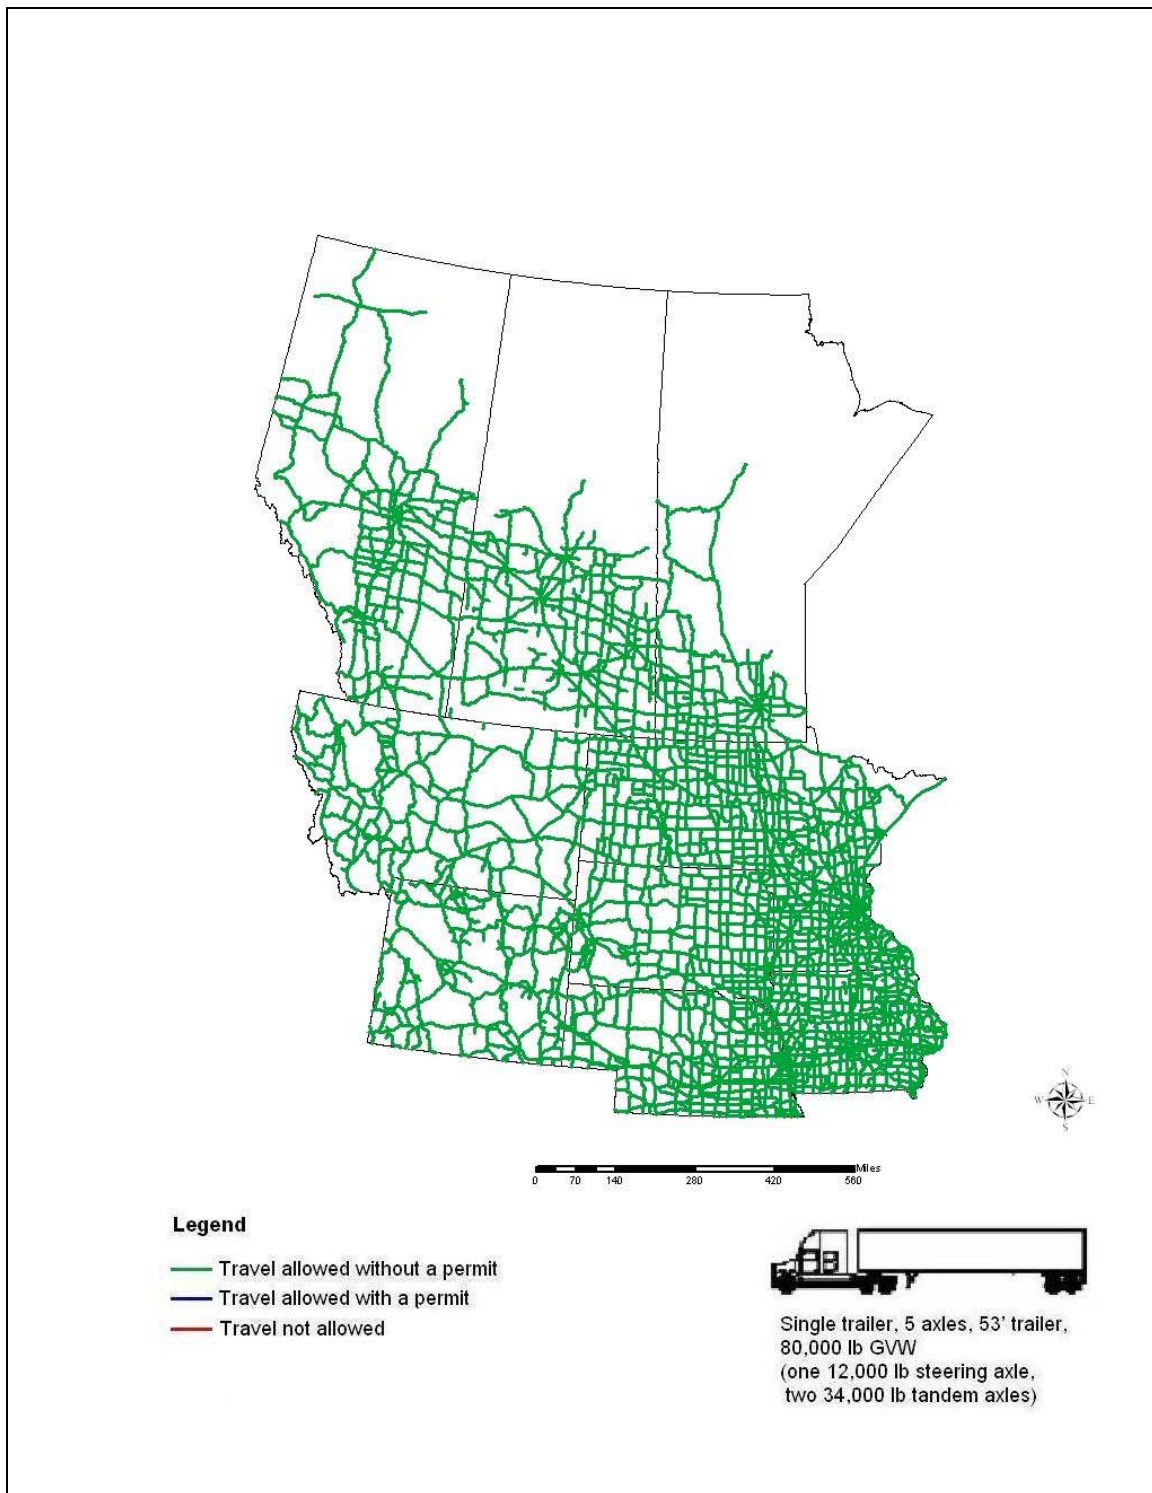 N
W E
S
Miles
0 70 140 280 420 560
Legend
Travel allowed without a permit
Travel allowed with a permit
Travel not allowed
Single trailer, 5 axles, 53' trailer,
80,000 lb GVW
(one 12,000 lb steering axle,
two 34,000 lb tandem axles)